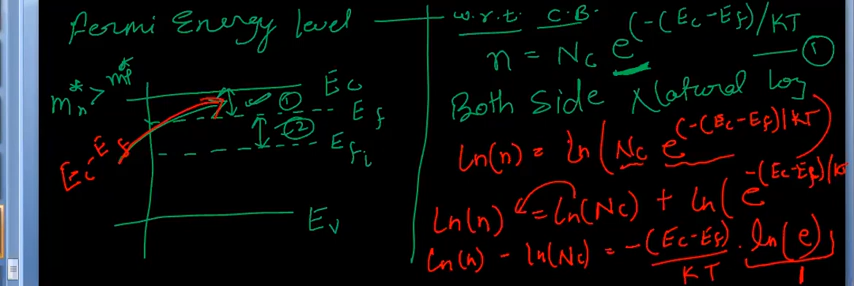 Fermi Energy level
mn* > mp*
Ec
①
Ef
②
Efi
Ec-Ef
Ev
w.r.t. C.B.
n = Nc e^(-(Ec-Ef)/KT) — ①
Both Side Natural Log
ln(n) = ln(Nc e^(-(Ec-Ef)/KT)
ln(n) = ln(Nc) + ln(e^-(Ec-Ef)/KT
ln(n) - ln(Nc) = -(Ec-Ef)/KT . ln(e)
1